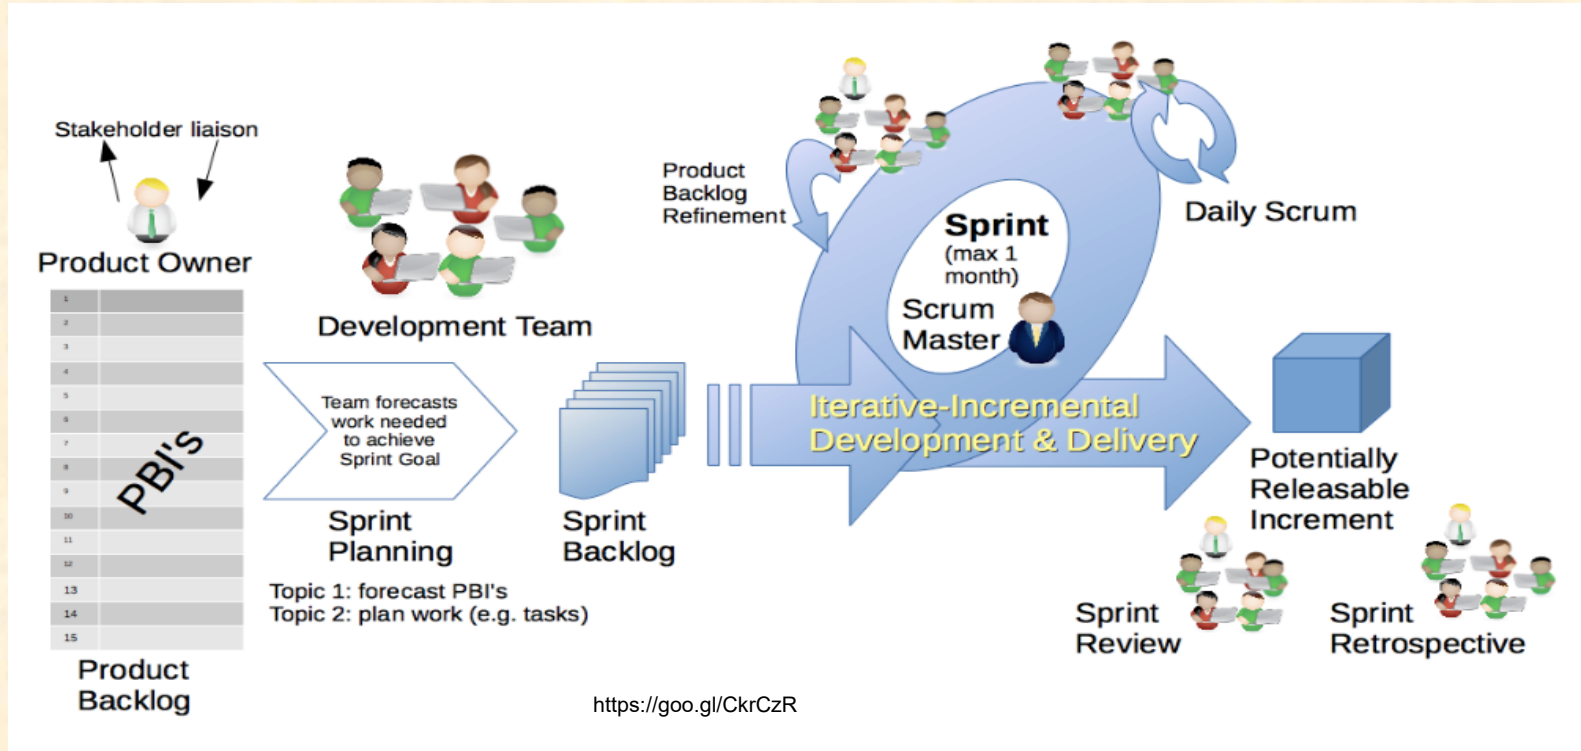 Stakeholder liaison
Product Owner
1
2
3
4
5
6
7
8
9
10
11
12
13
14
15
PBI's
Product
Backlog
Development Team
Team forecasts
work needed
to achieve
Sprint Goal
Sprint
Planning
Topic 1: forecast PBI's
Topic 2: plan work (e.g. tasks)
Sprint
Backlog
Product
Backlog
Refinement
Sprint
(max 1
month)
Scrum
Master
Daily Scrum
Iterative-Incremental
Development & Delivery
Potentially
Releasable
Increment
Sprint
Review
Sprint
Retrospective
https://goo.gl/CkrCzR